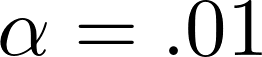 α = .01